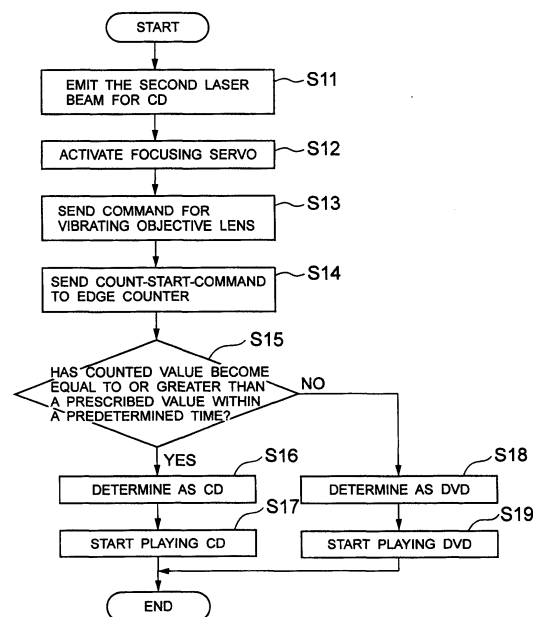 START
EMIT THE SECOND LASER
BEAM FOR CD
S11
ACTIVATE FOCUSING SERVO
S12
SEND COMMAND FOR
VIBRATING OBJECTIVE LENS
S13
SEND COUNT-START-COMMAND
TO EDGE COUNTER
S14
S15
HAS COUNTED VALUE BECOME
EQUAL TO OR GREATER THAN
A PRESCRIBED VALUE WITHIN
A PREDETERMINED TIME?
NO
YES
S16
DETERMINE AS CD
S18
DETERMINE AS DVD
S17
START PLAYING CD
S19
START PLAYING DVD
END